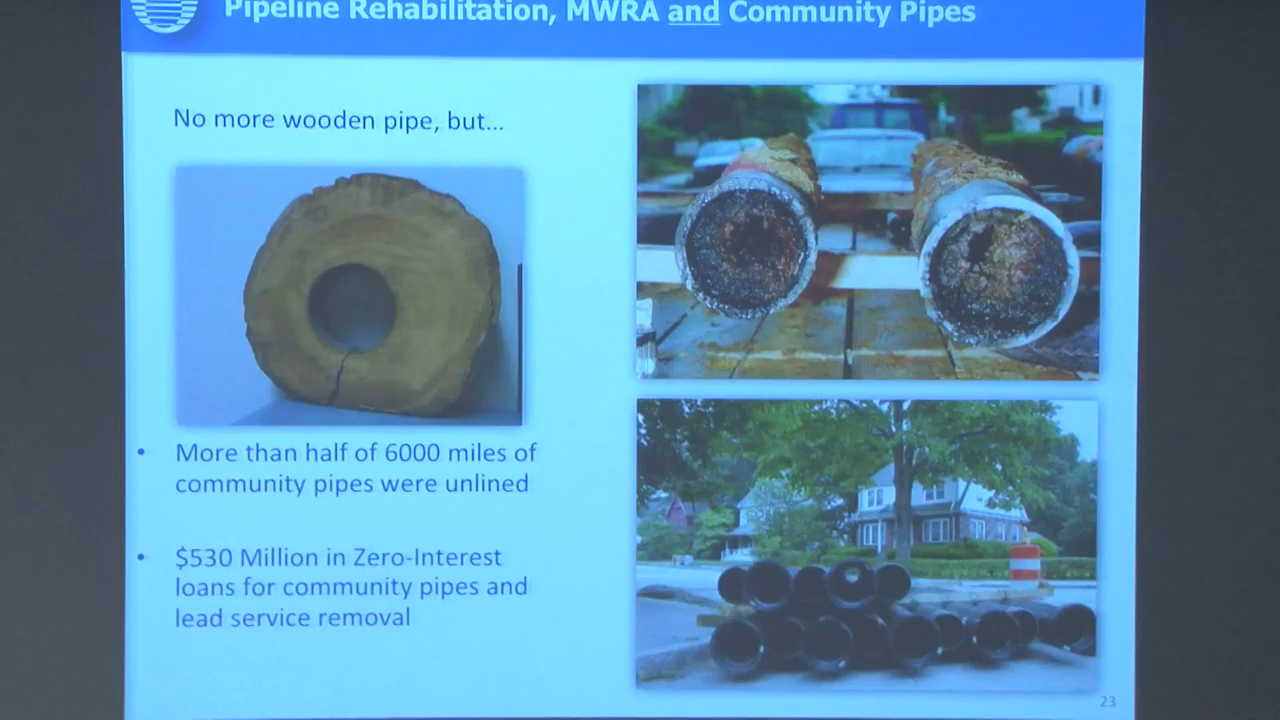 Pipeline Rehabilitation, MWRA and Community Pipes
No more wooden pipe, but...
• More than half of 6000 miles of
community pipes were unlined
• $530 Million in Zero-Interest
loans for community pipes and
lead service removal
23